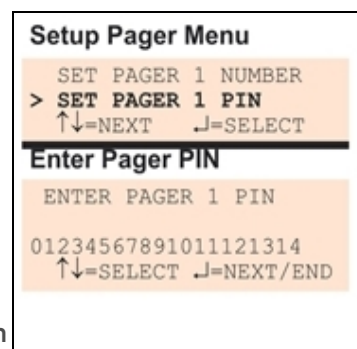 Setup Pager Menu
SET PAGER 1 NUMBER
> SET PAGER 1 PIN
↑↓=NEXT ↵=SELECT
Enter Pager PIN
ENTER PAGER 1 PIN
01234567891011121314
↑↓=SELECT ↵=NEXT/END
n